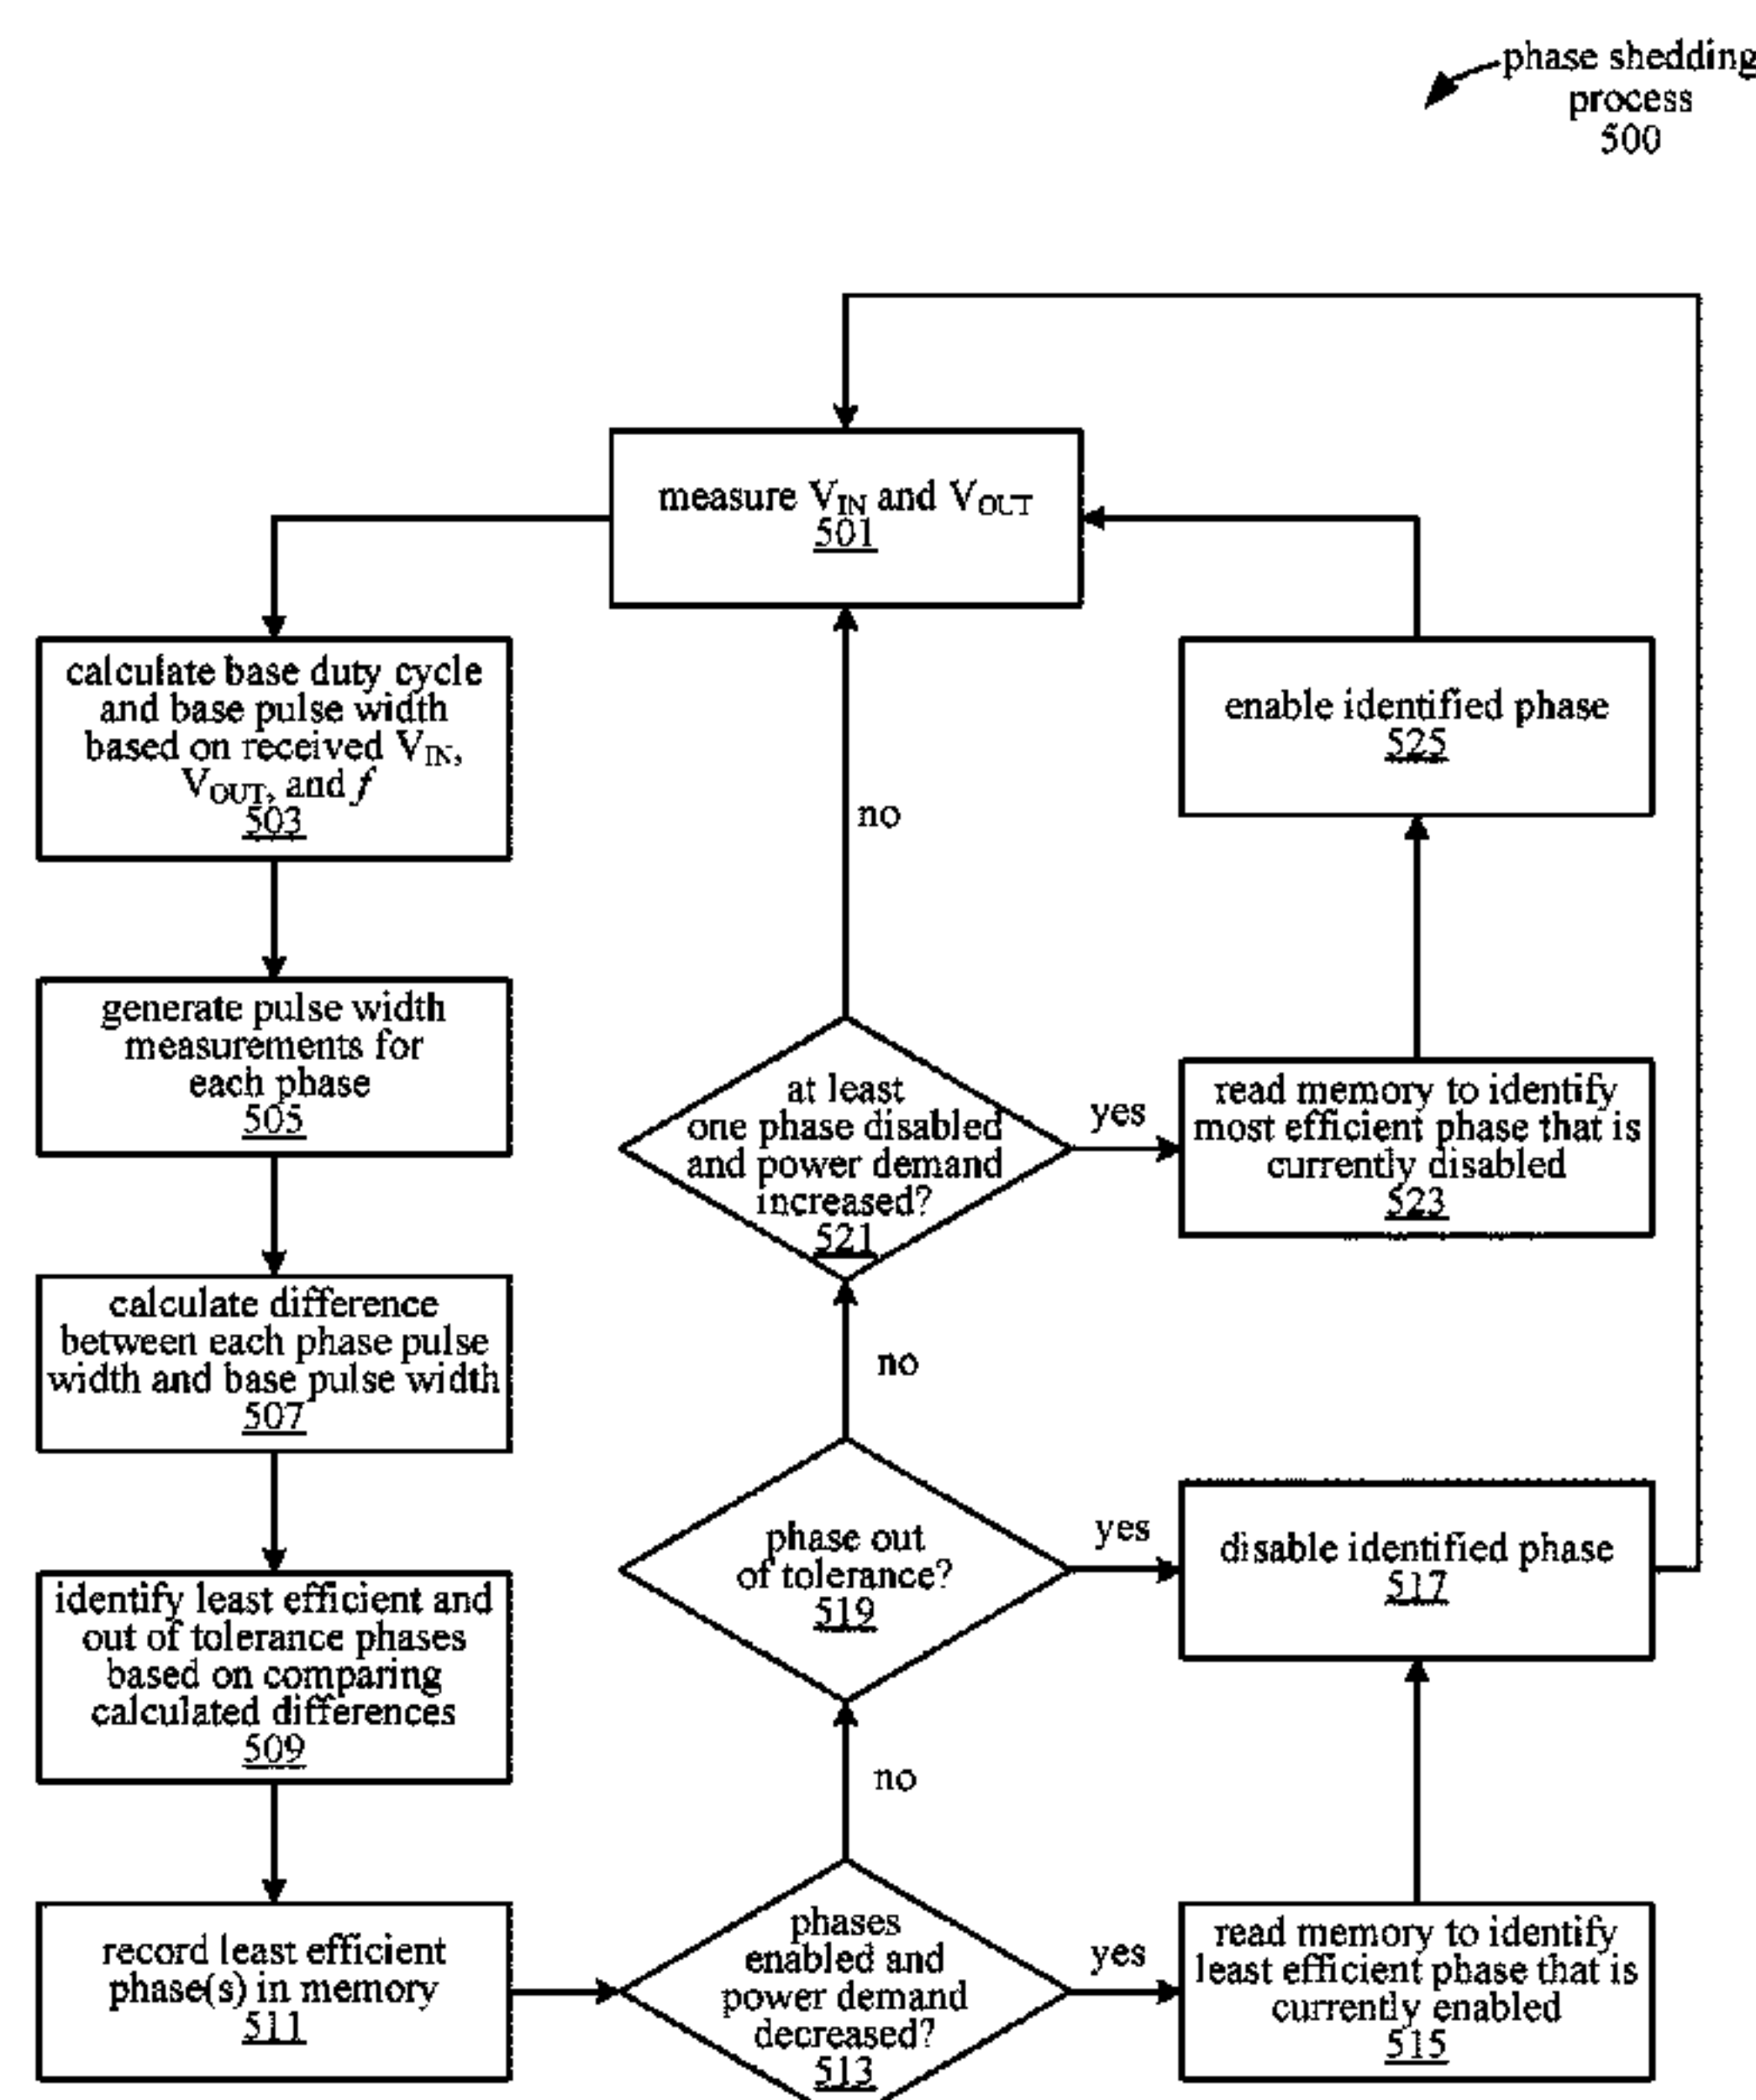 phase shedding
process
500
measure V_IN and V_OUT
501
calculate base duty cycle
and base pulse width
based on received V_IN,
V_OUT, and f
503
enable identified phase
525
no
generate pulse width
measurements for
each phase
505
at least
one phase disabled
and power demand
increased?
521
yes
read memory to identify
most efficient phase that is
currently disabled
523
calculate difference
between each phase pulse
width and base pulse width
507
no
phase out
of tolerance?
519
yes
disable identified phase
517
identify least efficient and
out of tolerance phases
based on comparing
calculated differences
509
no
record least efficient
phase(s) in memory
511
phases
enabled and
power demand
decreased?
513
yes
read memory to identify
least efficient phase that is
currently enabled
515